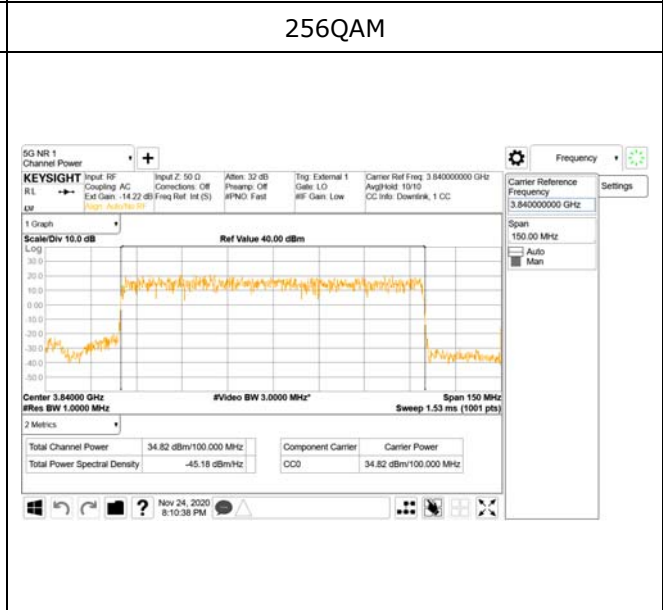 256QAM
5G NR 1
Channel Power
+
Frequency
KEYSIGHT Input: RF Input Z: 50 Ω Atten: 32 dB Trig: External 1 Carrier Ref Freq: 3.840000000 GHz
RL Coupling: AC Corrections: Off Preamp: Off Gate: LO Avg|Hold: 10/10
Ext Gain: -14.22 dB Freq Ref: Int (S) #PNO: Fast #IF Gain: Low CC Info: Downlink, 1 CC
Align: Auto/No RF
Carrier Reference Frequency
3.840000000 GHz
Settings
Span
150.00 MHz
Auto
Man
1 Graph
Scale/Div 10.0 dB Ref Value 40.00 dBm
Log
30.0
20.0
10.0
0.00
-10.0
-20.0
-30.0
-40.0
-50.0
Center 3.84000 GHz #Video BW 3.0000 MHz* Span 150 MHz
#Res BW 1.0000 MHz Sweep 1.53 ms (1001 pts)
2 Metrics
Total Channel Power 34.82 dBm/100.000 MHz Component Carrier Carrier Power
Total Power Spectral Density -45.18 dBm/Hz CC0 34.82 dBm/100.000 MHz
? Nov 24, 2020
8:10:38 PM